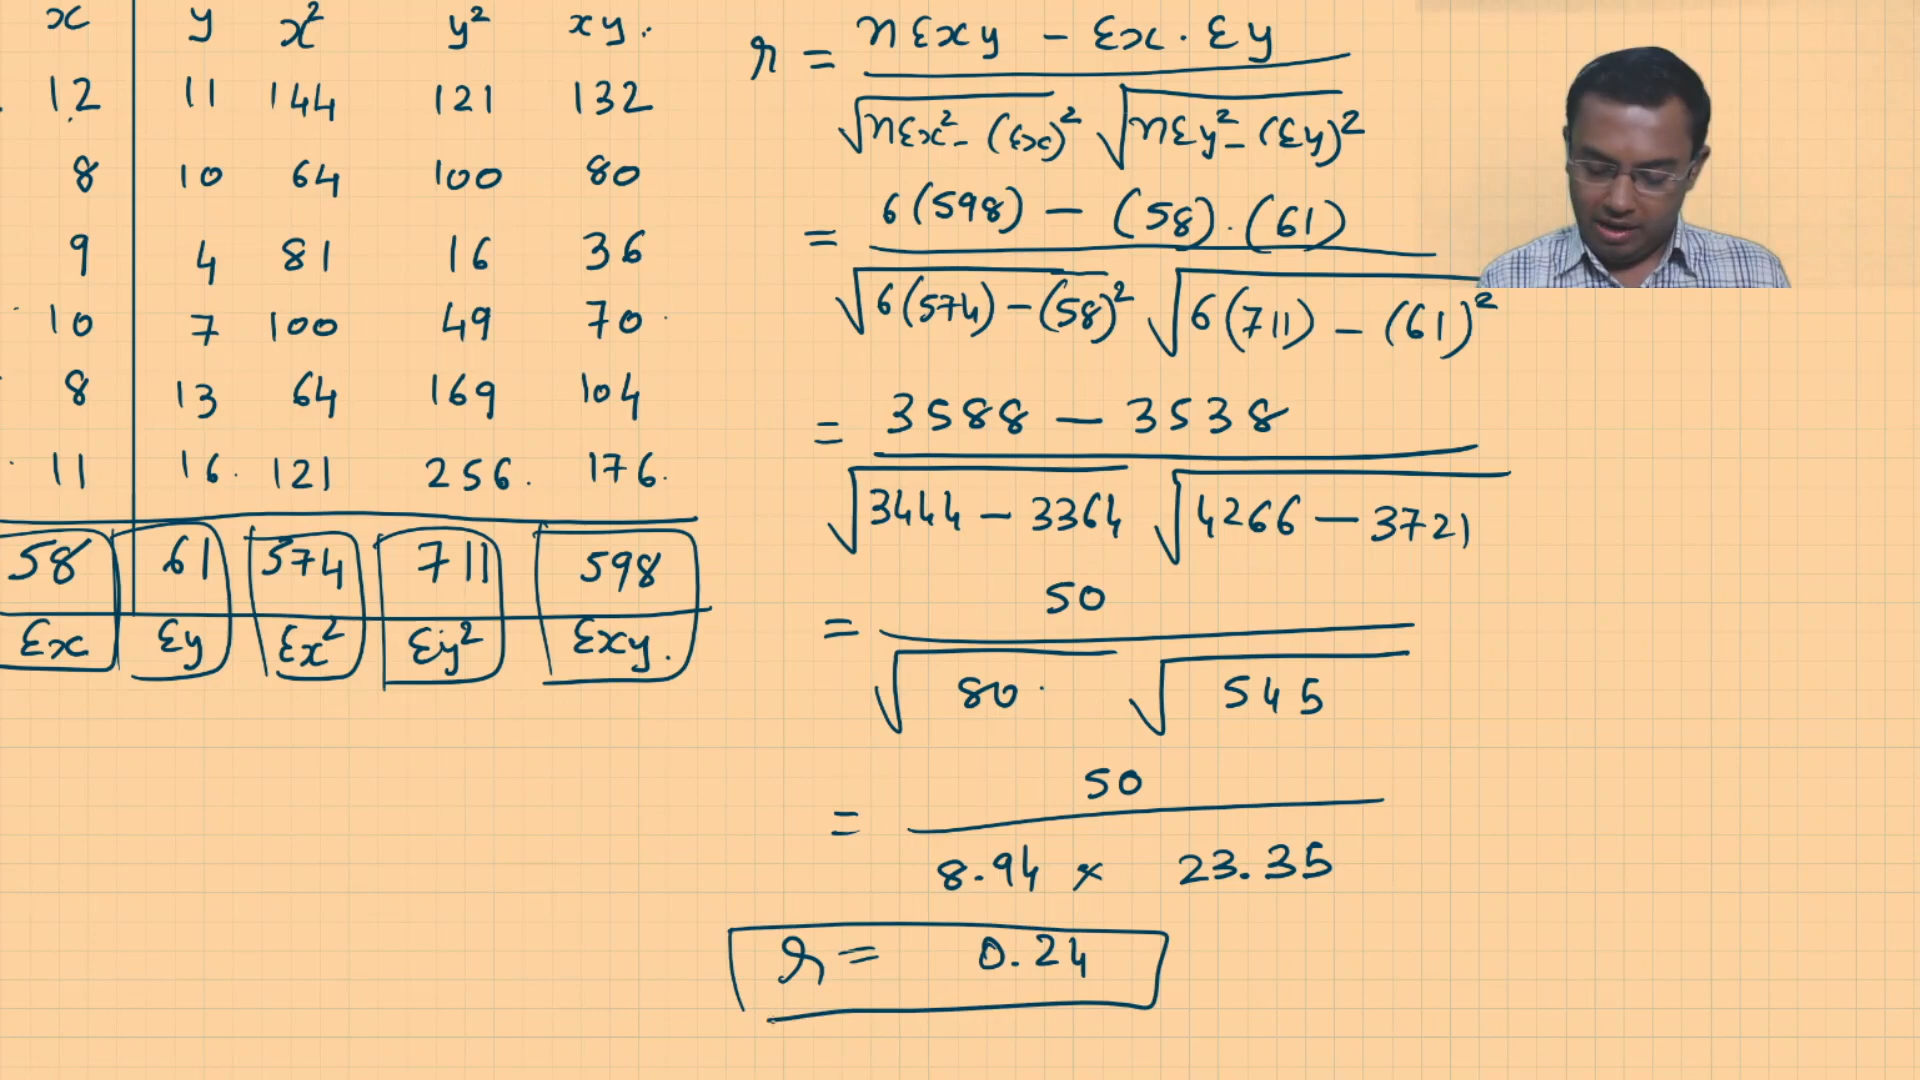 x y x² y² xy.
12 11 144 121 132
8 10 64 100 80
9 4 81 16 36
10 7 100 49 70
8 13 64 169 104
11 16 121 256 176
58 61 574 711 598
Σx Σy Σx² Σy² Σxy.
r = nΣxy - Σx · Σy
√nΣx² - (Σx)² √nΣy² - (Σy)²
= 6(598) - (58) · (61)
√6(574) - (58)² √6(711) - (61)²
= 3588 - 3538
√3444 - 3364 √4266 - 3721
= 50
√80 √545
= 50
8.94 × 23.35
r = 0.24